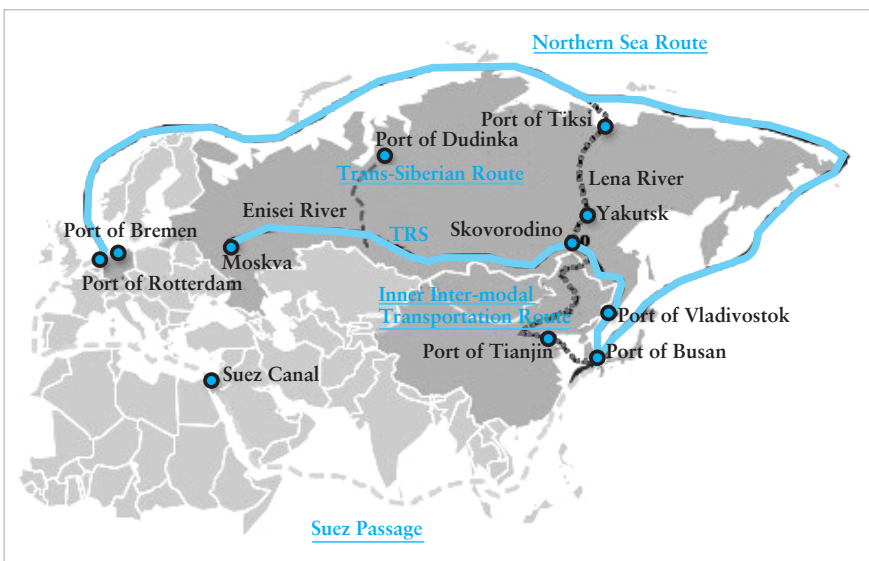 Northern Sea Route
Port of Tiksi
Port of Dudinka
Trans-Siberian Route
Lena River
Enisei River
Yakutsk
Port of Bremen
TRS
Skovorodino
Moskva
Port of Rotterdam
Inner Inter-modal
Transportation Route
Port of Vladivostok
Port of Tianjin
Port of Busan
Suez Canal
Suez Passage